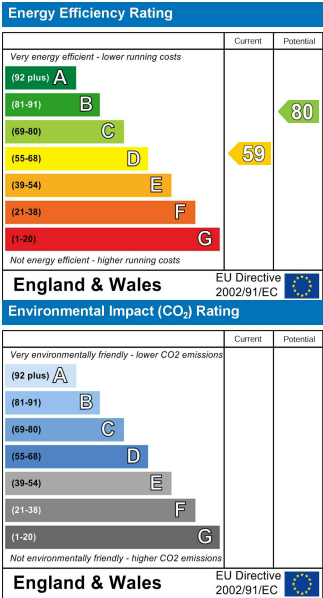 Energy Efficiency Rating
Current Potential
Very energy efficient - lower running costs
(92 plus) A
(81-91) B
80
(69-80) C
(55-68) D
59
(39-54) E
(21-38) F
(1-20) G
Not energy efficient - higher running costs
England & Wales
EU Directive
2002/91/EC
Environmental Impact (CO₂) Rating
Current Potential
Very environmentally friendly - lower CO2 emissions
(92 plus) A
(81-91) B
(69-80) C
(55-68) D
(39-54) E
(21-38) F
(1-20) G
Not environmentally friendly - higher CO2 emissions
England & Wales
EU Directive
2002/91/EC